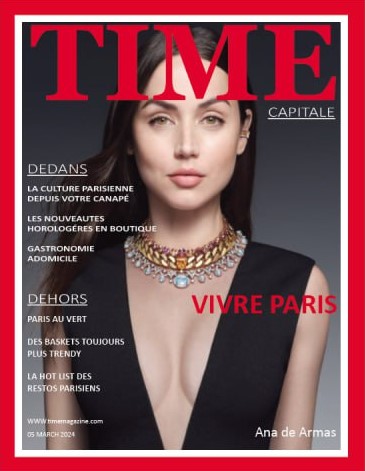 TIME
CAPITALE
DEDANS
LA CULTURE PARISIENNE
DEPUIS VOTRE CANAPÉ
LES NOUVEAUTES
HOROLOGÉRES EN BOUTIQUE
GASTRONOMIE
ADOMICILE
DEHORS
VIVRE PARIS
PARIS AU VERT
DES BASKETS TOUJOURS
PLUS TRENDY
LA HOT LIST DES
RESTOS PARISIENS
WWW.timemagazine.com
05 MARCH 2024
Ana de Armas